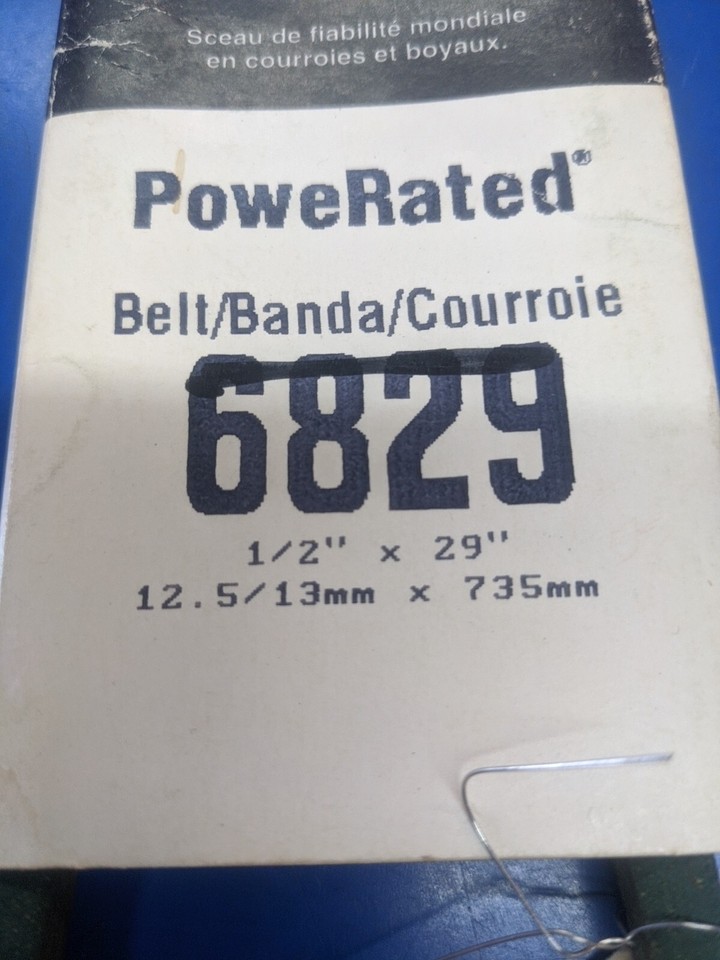 Sceau de fiabilité mondiale
en courroies et boyaux.
PoweRated®
Belt/Banda/Courroie
6829
1/2" x 29"
12.5/13mm x 735mm